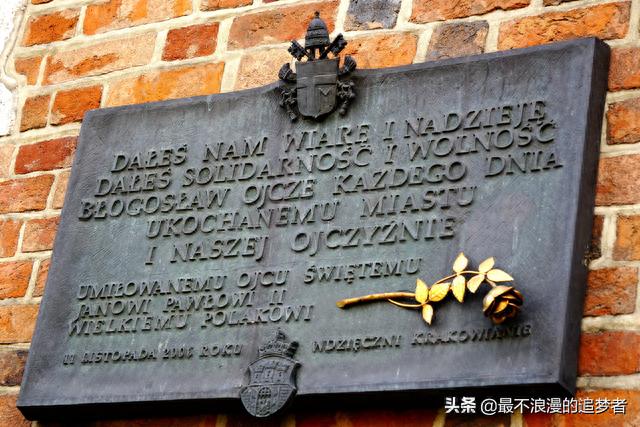 DAŁEŚ NAM WIARĘ I NADZIEJĘ
DAŁEŚ SOLIDARNOŚĆ I WOLNOŚĆ
BŁOGOSŁAW OJCZE KAŻDEGO DNIA
UKOCHANEMU MIASTU
I NASZEJ OJCZYŹNIE
UMIŁOWANEMU OJCU ŚWIĘTEMU
JANOWI PAWŁOWI II
WIELKIEMU POLAKOWI
11 LISTOPADA 2006 ROKU WDZIĘCZNI KRAKOWIANIE
头条 @最不浪漫的追梦者